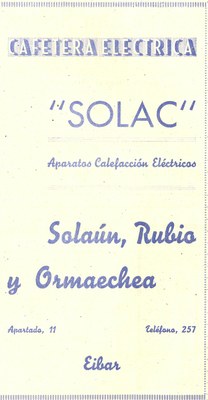 CAFETERA ELECTRICA
"SOLAC"
Aparatos Calefacción Eléctricos
Solaún, Rubio
y Ormaechea
Apartado, 11 Teléfono, 257
Eibar